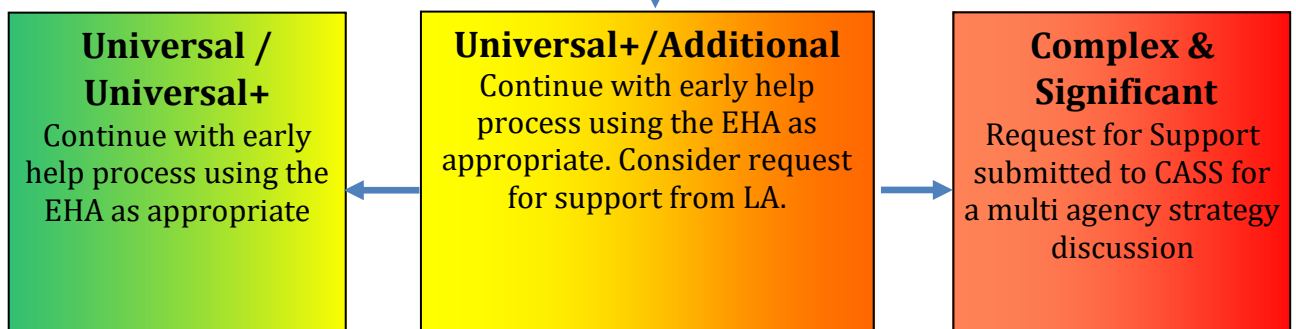 Universal /
Universal+
Continue with early
help process using the
EHA as appropriate
Universal+/Additional
Continue with early help
process using the EHA as
appropriate. Consider request
for support from LA.
Complex &
Significant
Request for Support
submitted to CASS for
a multi agency strategy
discussion